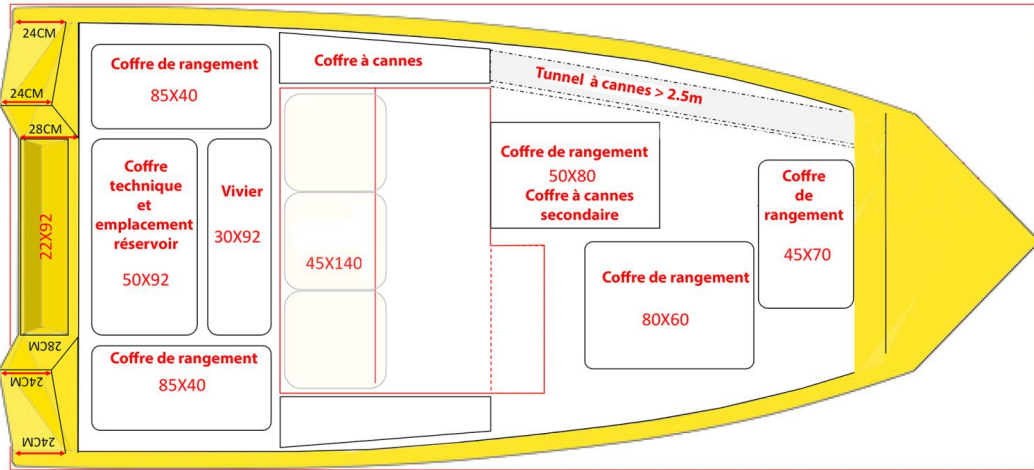 24CM
24CM
28CM
22X92
28CM
24CM
24CM
Coffre de rangement
85X40
Coffre
technique
et
emplacement
réservoir
50X92
Vivier
30X92
Coffre de rangement
85X40
Coffre à cannes
45X140
Tunnel à cannes > 2.5m
Coffre de rangement
50X80
Coffre à cannes
secondaire
Coffre de rangement
80X60
Coffre
de
rangement
45X70